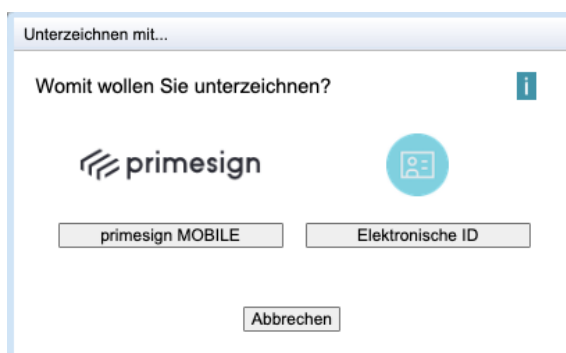 Unterzeichnen mit...
Womit wollen Sie unterzeichnen?
i
primesign
primesign MOBILE
Elektronische ID
Abbrechen